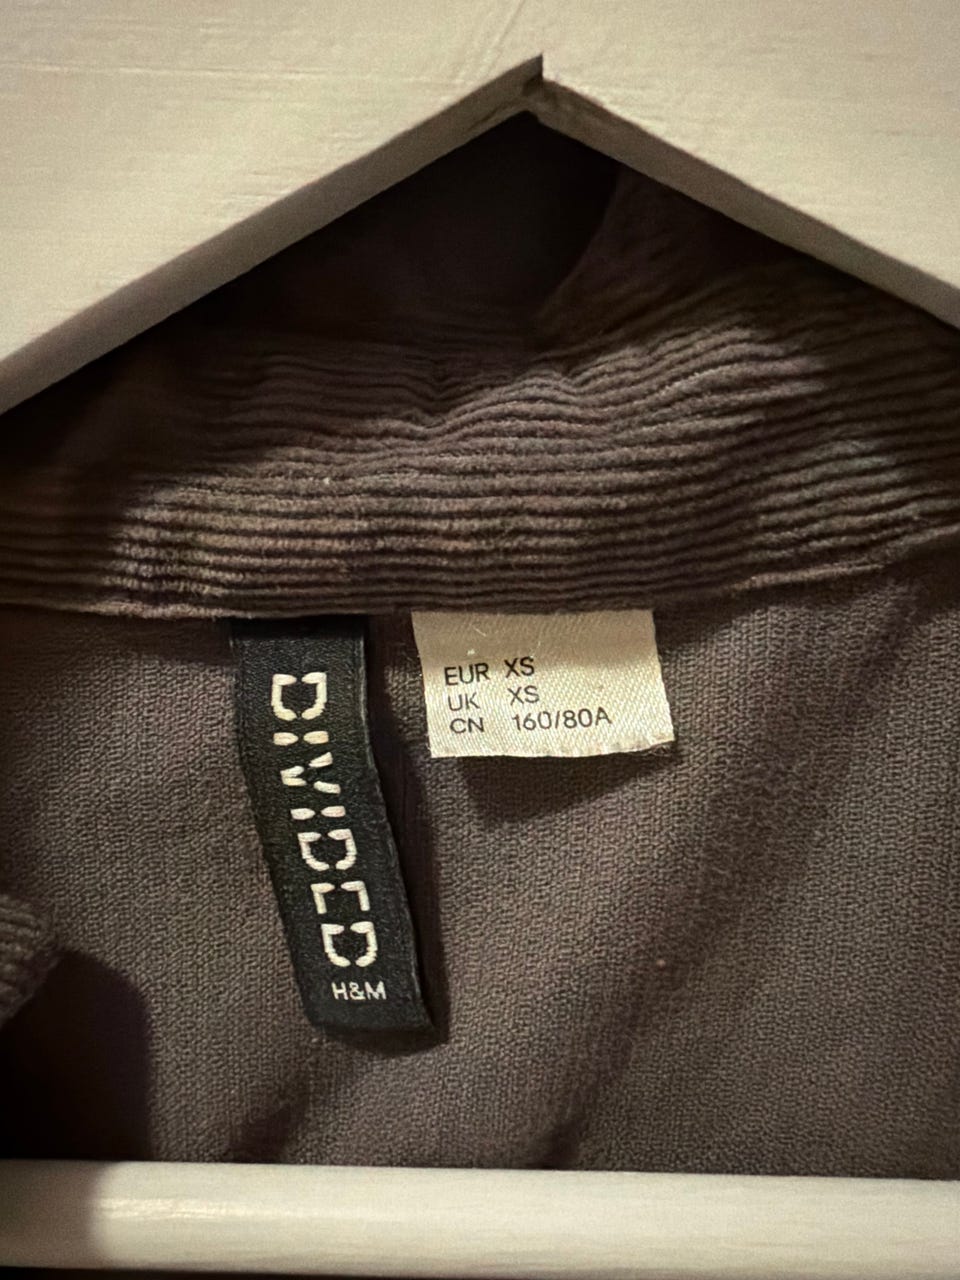 DIVIDED
H&M
EUR XS
UK XS
CN 160/80A